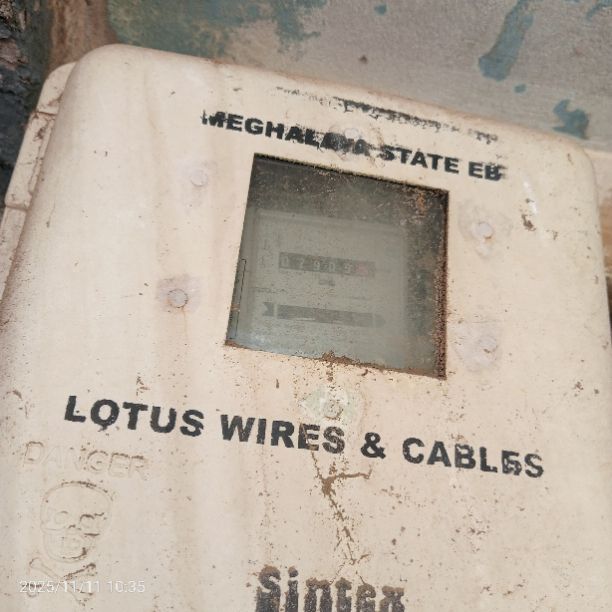 MEGHALAYA STATE EB
LOTUS WIRES & CABLES
DANGER
2025/11/11 10:35
Sintex